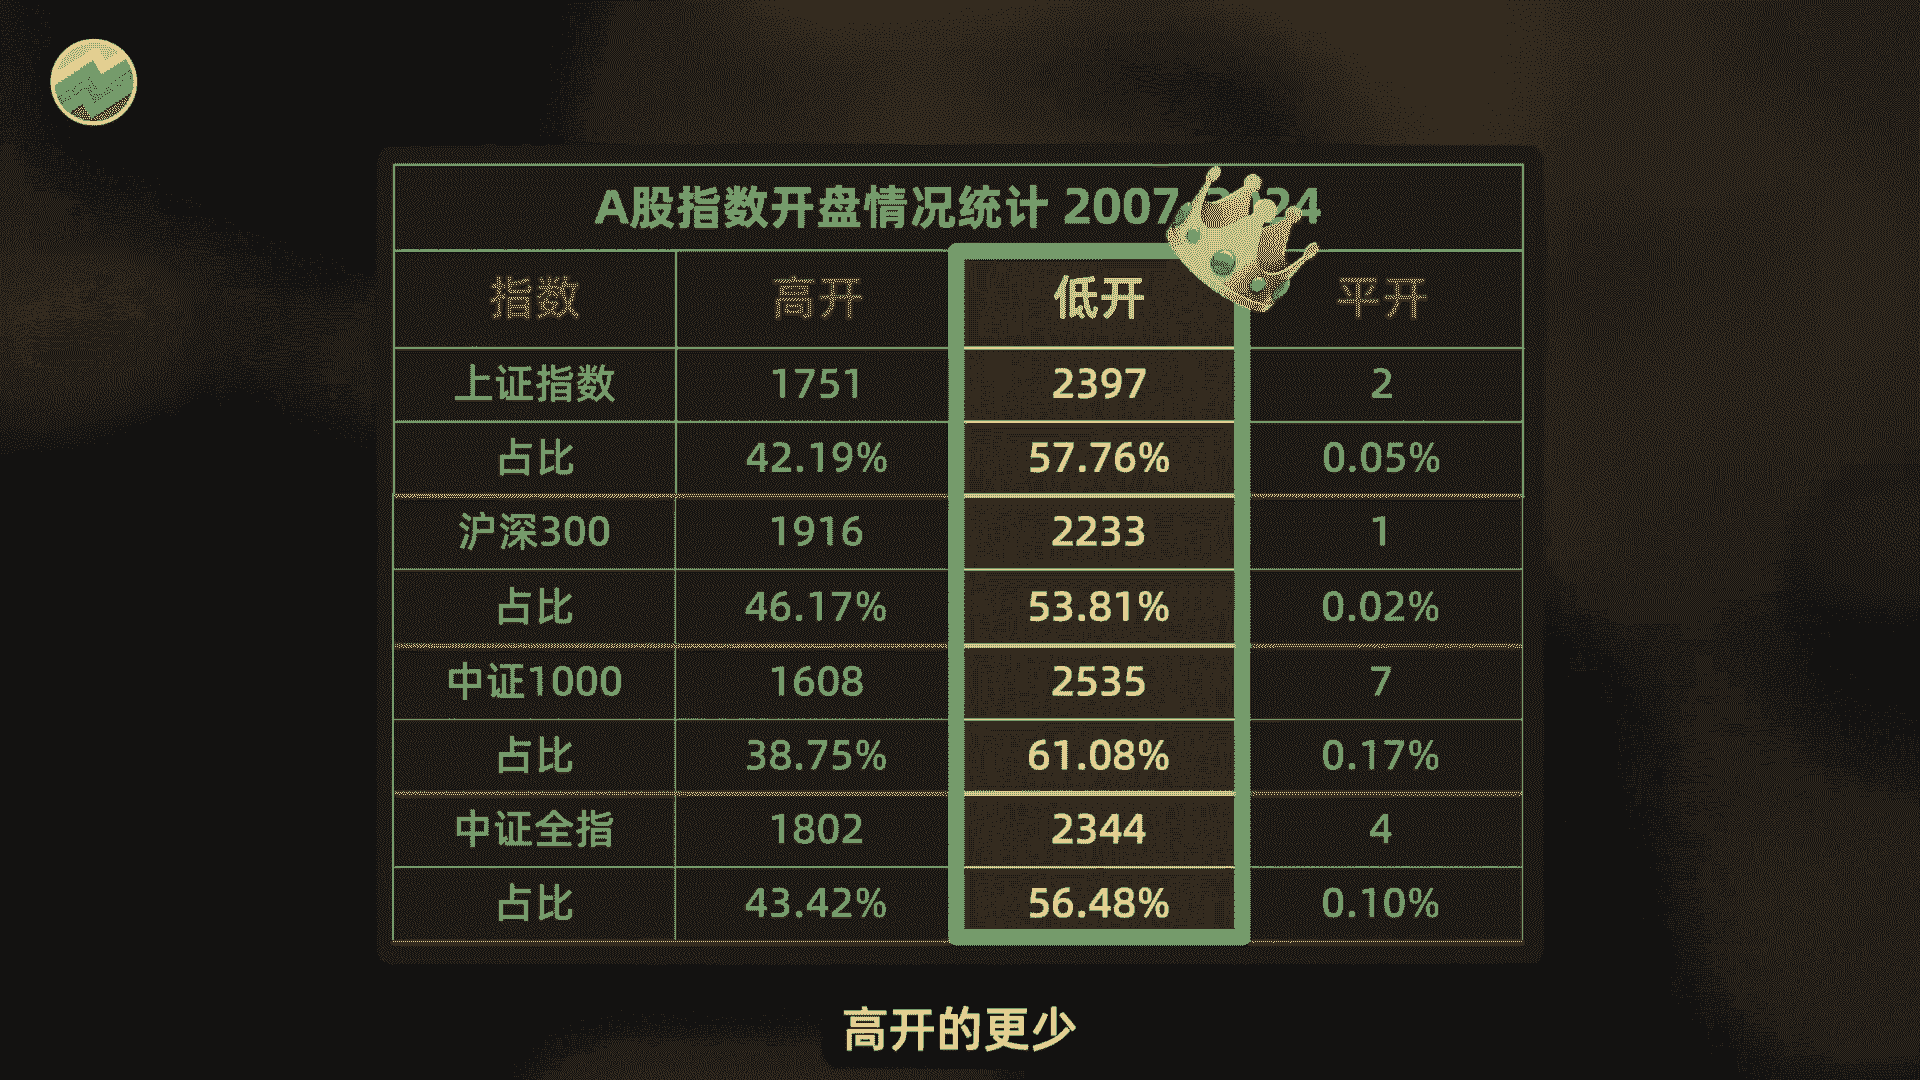 A股指数开盘情况统计 2007 24
指数 高开 低开 平开
上证指数 1751 2397 2
占比 42.19% 57.76% 0.05%
沪深300 1916 2233 1
占比 46.17% 53.81% 0.02%
中证1000 1608 2535 7
占比 38.75% 61.08% 0.17%
中证全指 1802 2344 4
占比 43.42% 56.48% 0.10%
高开的更少